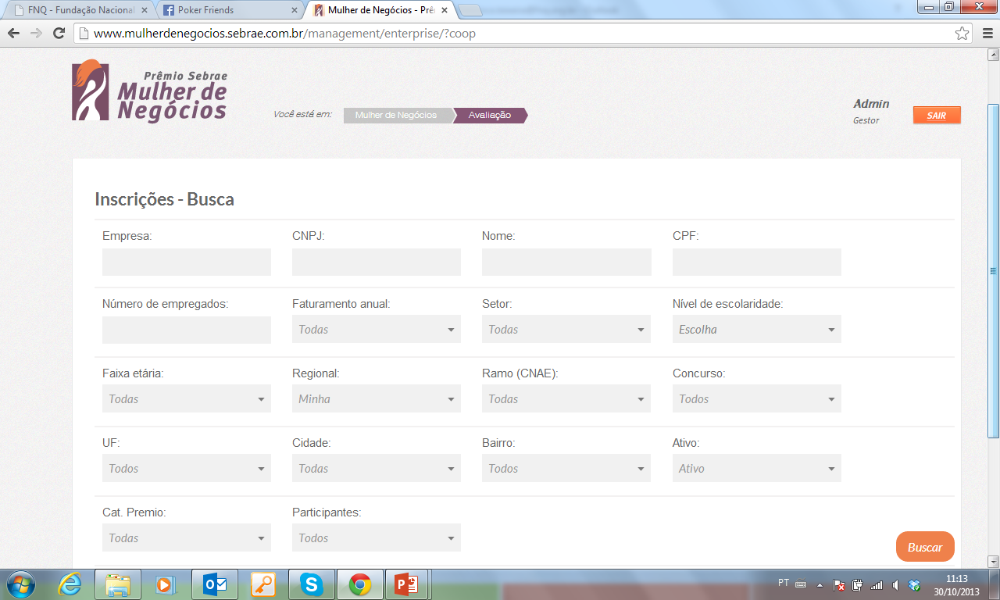 FNQ - Fundação Nacional
Poker Friends
Mulher de Negócios - Prê
www.mulherdenegocios.sebrae.com.br/management/enterprise/?coop
Prêmio Sebrae
Mulher de
Negócios
Você está em:
Mulher de Negócios
Avaliação
Admin
Gestor
SAIR
Inscrições - Busca
Empresa:
CNPJ:
Nome:
CPF:
Número de empregados:
Faturamento anual:
Setor:
Nível de escolaridade:
Todas
Todas
Escolha
Faixa etária:
Regional:
Ramo (CNAE):
Concurso:
Todas
Minha
Todas
Todos
UF:
Cidade:
Bairro:
Ativo:
Todos
Todas
Todos
Ativo
Cat. Premio:
Participantes:
Todas
Todos
Buscar
PT
11:13
30/10/2013